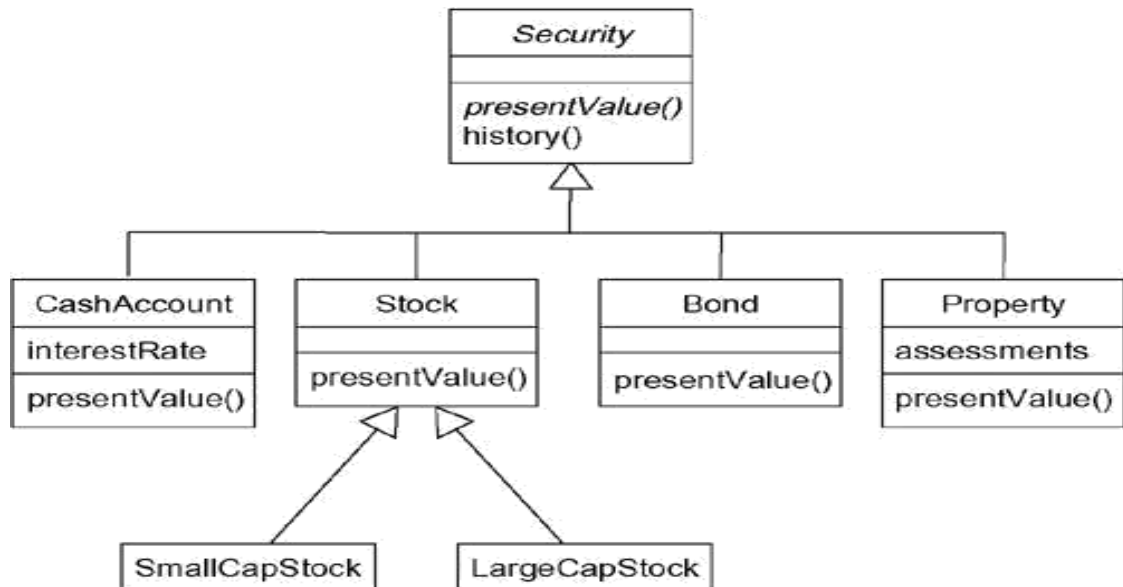 Security
presentValue()
history()
CashAccount
interestRate
presentValue()
Stock
presentValue()
Bond
presentValue()
Property
assessments
presentValue()
SmallCapStock
LargeCapStock